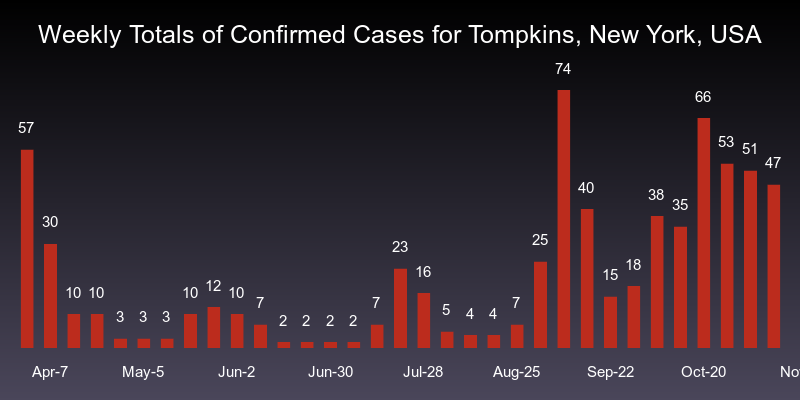 Weekly Totals of Confirmed Cases for Tompkins, New York, USA
57 30 10 10 3 3 3 10 12 10 7 2 2 2 2 7 23 16 5 4 4 7 25 74 40 15 18 38 35 66 53 51 47
Apr-7 May-5 Jun-2 Jun-30 Jul-28 Aug-25 Sep-22 Oct-20 Nov